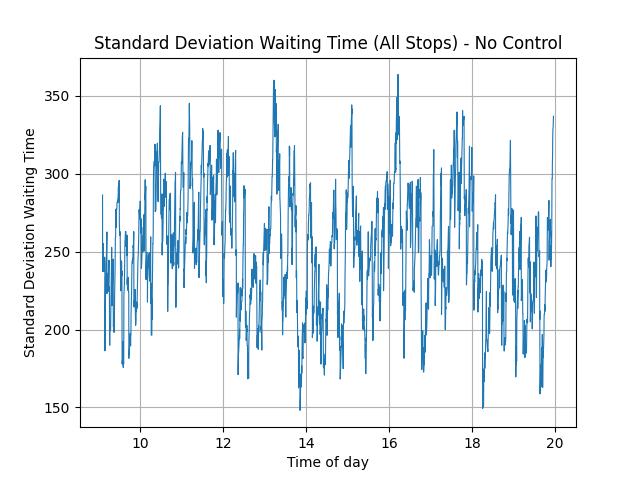 Standard Deviation Waiting Time (All Stops) - No Control
Standard Deviation Waiting Time
350
300
250
200
150
10 12 14 16 18 20
Time of day